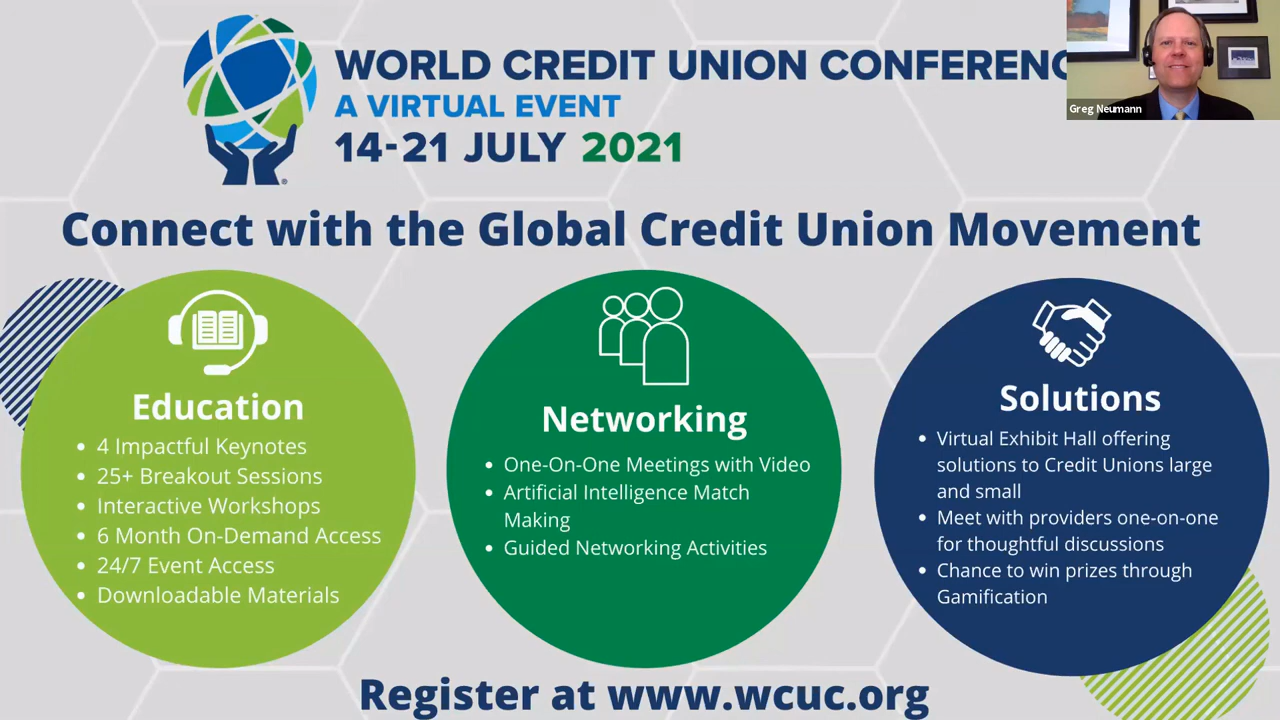 WORLD CREDIT UNION CONFERENC
A VIRTUAL EVENT
14-21 JULY 2021
Greg Neumann
Connect with the Global Credit Union Movement
Education
• 4 Impactful Keynotes
• 25+ Breakout Sessions
• Interactive Workshops
• 6 Month On-Demand Access
• 24/7 Event Access
• Downloadable Materials
Networking
• One-On-One Meetings with Video
• Artificial Intelligence Match
Making
• Guided Networking Activities
Solutions
• Virtual Exhibit Hall offering
solutions to Credit Unions large
and small
• Meet with providers one-on-one
for thoughtful discussions
• Chance to win prizes through
Gamification
Register at www.wcuc.org